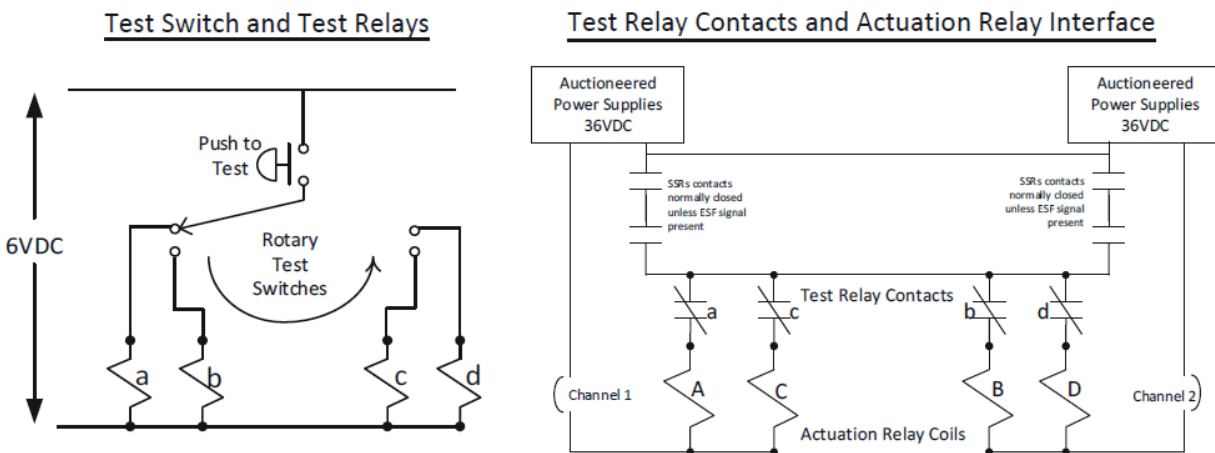 Test Switch and Test Relays
Push to
Test
6VDC
Rotary
Test
Switches
a
b
c
d
Test Relay Contacts and Actuation Relay Interface
Auctioneered
Power Supplies
36VDC
Auctioneered
Power Supplies
36VDC
SSRs contacts
normally closed
unless ESF signal
present
SSRs contacts
normally closed
unless ESF signal
present
Test Relay Contacts
a
c
b
d
Channel 1
A
C
B
D
Channel 2
Actuation Relay Coils